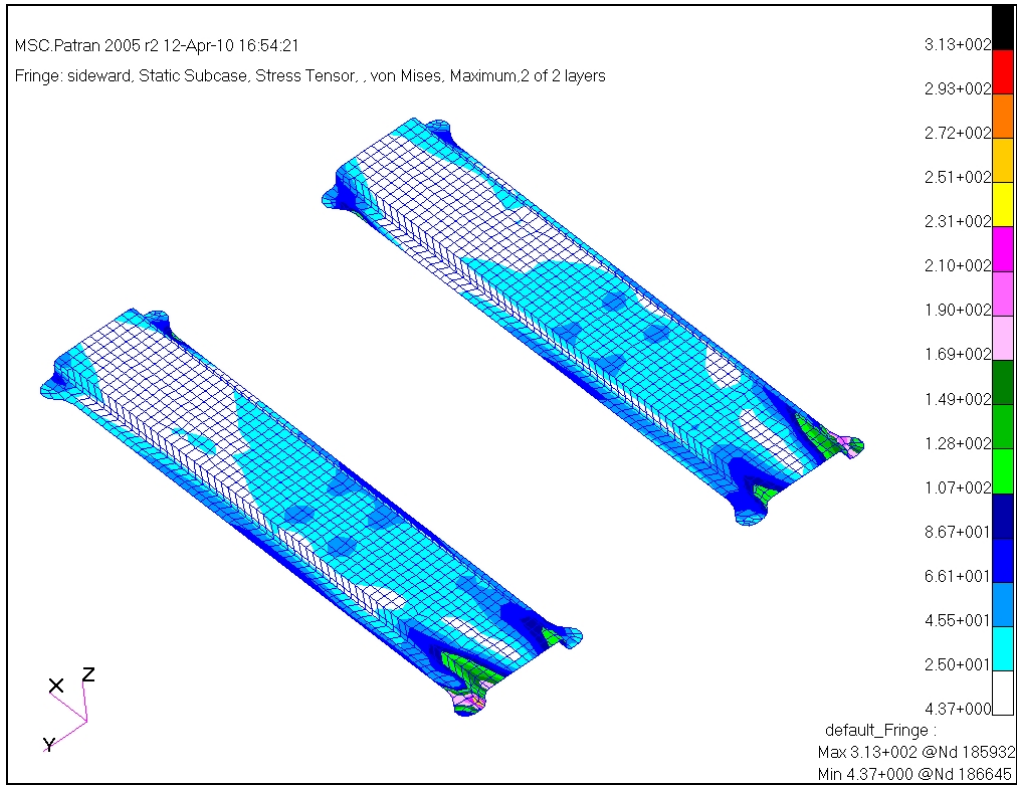 MSC.Patran 2005 r2 12-Apr-10 16:54:21
Fringe: sideward, Static Subcase, Stress Tensor, , von Mises, Maximum,2 of 2 layers
3.13+002
2.93+002
2.72+002
2.51+002
2.31+002
2.10+002
1.90+002
1.69+002
1.49+002
1.28+002
1.07+002
8.67+001
6.61+001
4.55+001
2.50+001
4.37+000
X
Z
Y
default_Fringe :
Max 3.13+002 @Nd 185932
Min 4.37+000 @Nd 186645